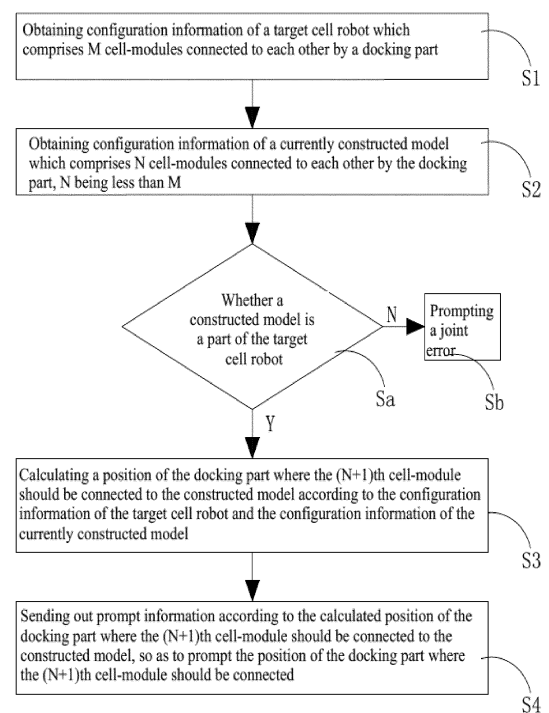 Obtaining configuration information of a target cell robot which
comprises M cell-modules connected to each other by a docking part
S1
Obtaining configuration information of a currently constructed model
which comprises N cell-modules connected to each other by the docking
part, N being less than M
S2
Whether a
constructed model is
a part of the target
cell robot
Sa
N
Prompting
a joint
error
Sb
Y
Calculating a position of the docking part where the (N+1)th cell-module
should be connected to the constructed model according to the configuration
information of the target cell robot and the configuration information of the
currently constructed model
S3
Sending out prompt information according to the calculated position of the
docking part where the (N+1)th cell-module should be connected to the
constructed model, so as to prompt the position of the docking part where
the (N+1)th cell-module should be connected
S4